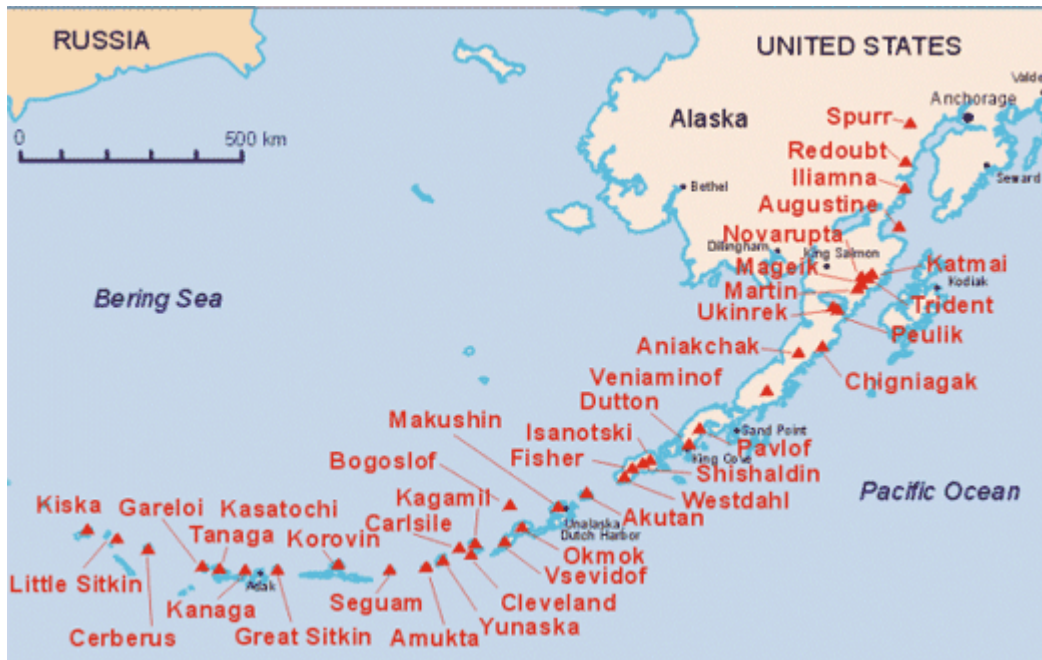 RUSSIA
UNITED STATES
Valde
Anchorage
0
500 km
Alaska
Spurr
Redoubt
Seward
Iliamna
Bethel
Augustine
Novarupta
Dillingham
King Salmon
Katmai
Mageik
Kodiak
Bering Sea
Martin
Trident
Ukinrek
Peulik
Aniakchak
Chigniagak
Veniaminof
Dutton
Makushin
Sand Point
Isanotski
Pavlof
King Cove
Bogoslof
Fisher
Shishaldin
Westdahl
Pacific Ocean
Kagamil
Kiska
Gareloi
Kasatochi
Carlsile
Akutan
Unalaska
Dutch Harbor
Tanaga
Korovin
Okmok
Vsevidof
Little Sitkin
Adak
Kanaga
Seguam
Cleveland
Yunaska
Cerberus
Great Sitkin
Amukta